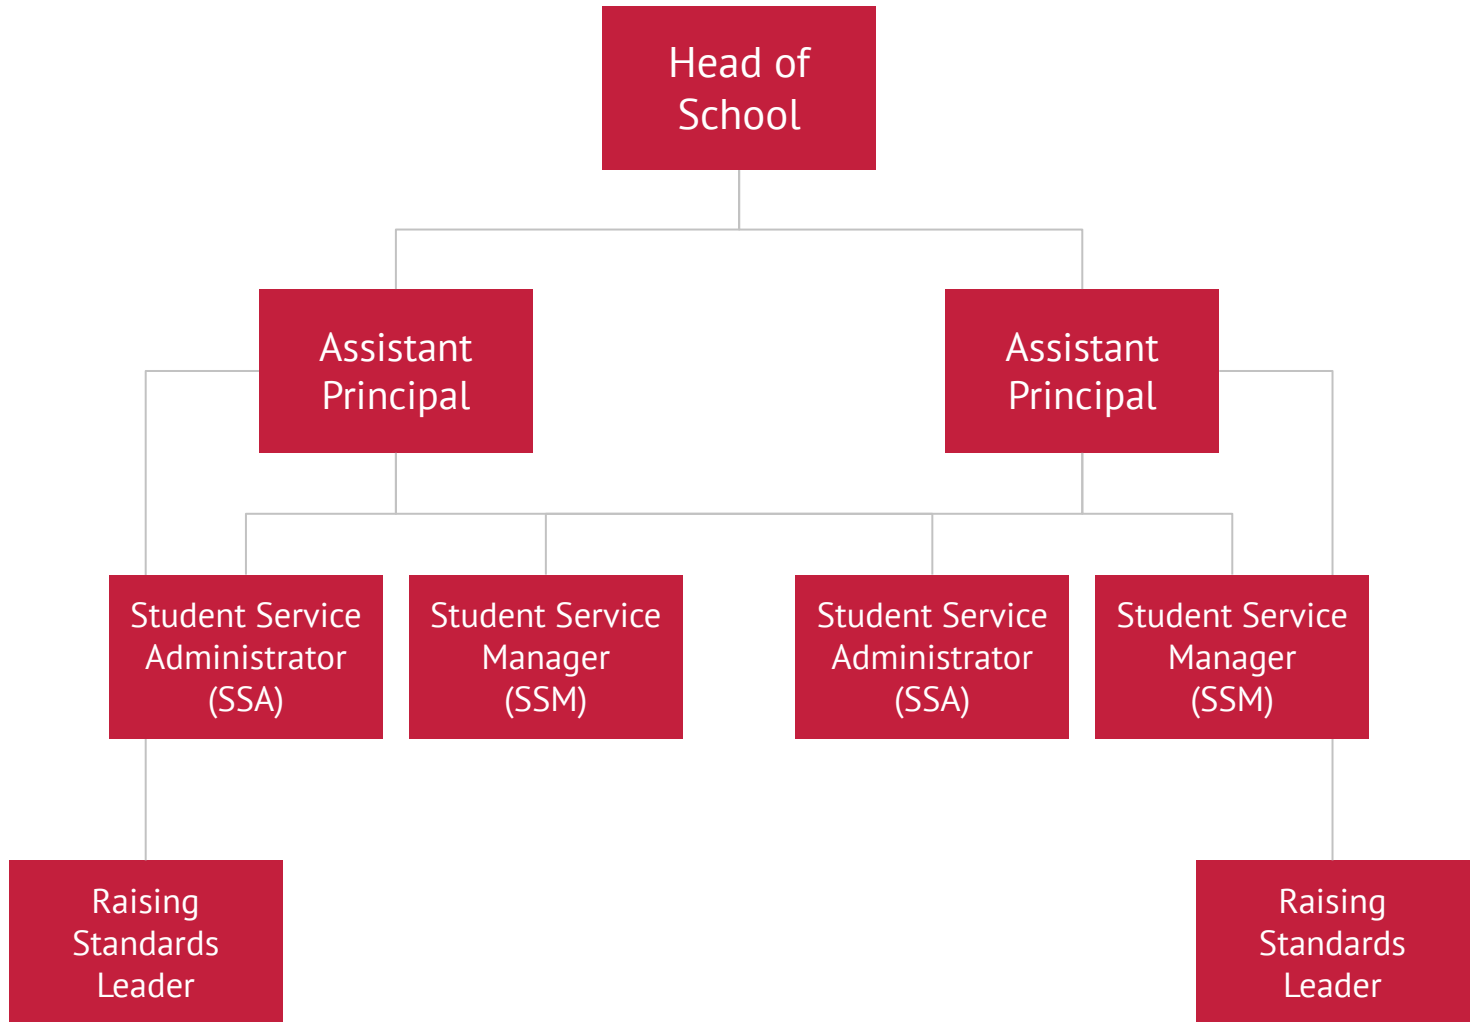 Head of
School
Assistant
Principal
Assistant
Principal
Student Service
Administrator
(SSA)
Student Service
Manager
(SSM)
Student Service
Administrator
(SSA)
Student Service
Manager
(SSM)
Raising
Standards
Leader
Raising
Standards
Leader